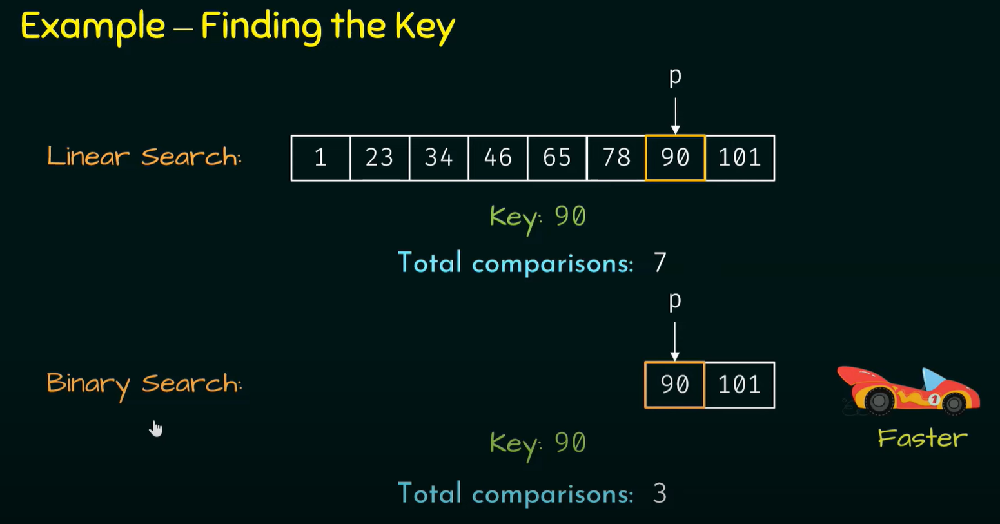 Example – Finding the Key
p
Linear Search: 1 23 34 46 65 78 90 101
Key: 90
Total comparisons: 7
p
Binary Search: 90 101
1
Faster
Key: 90
Total comparisons: 3